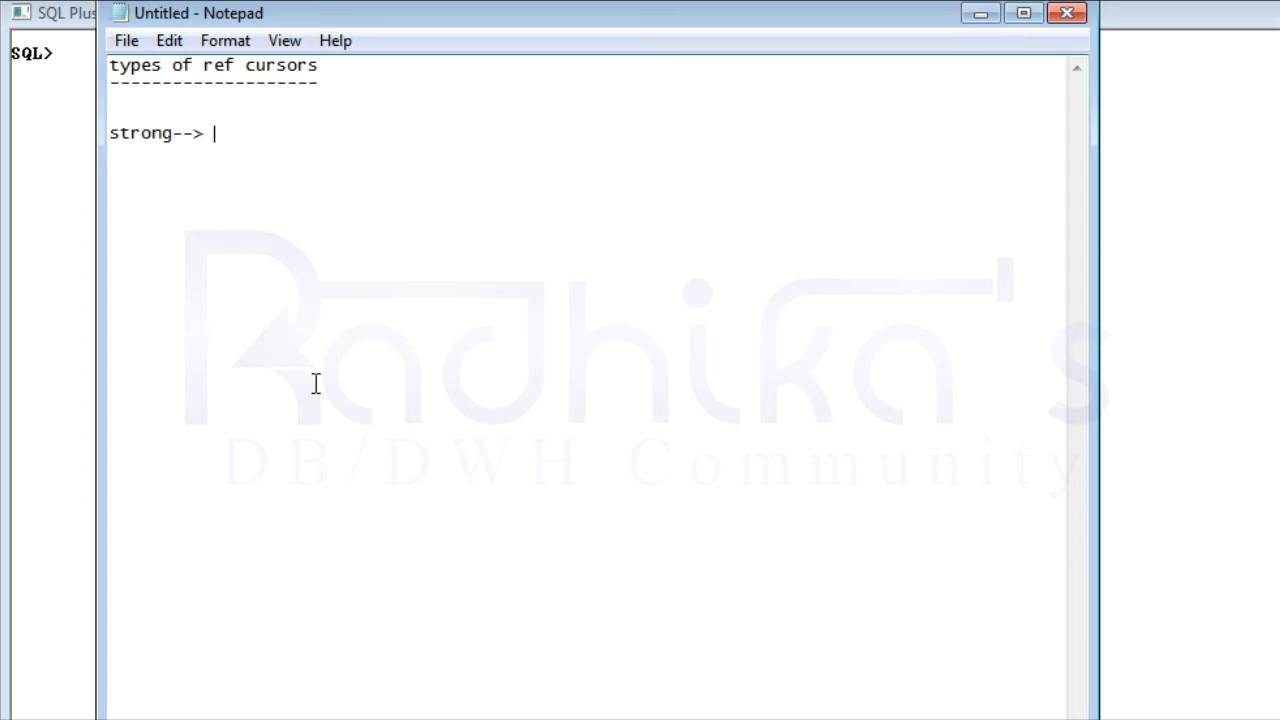 SQL Plus
Untitled - Notepad
File Edit Format View Help
SQL>
types of ref cursors
--------------------
strong-->
Radhika's
DB/DWH Community